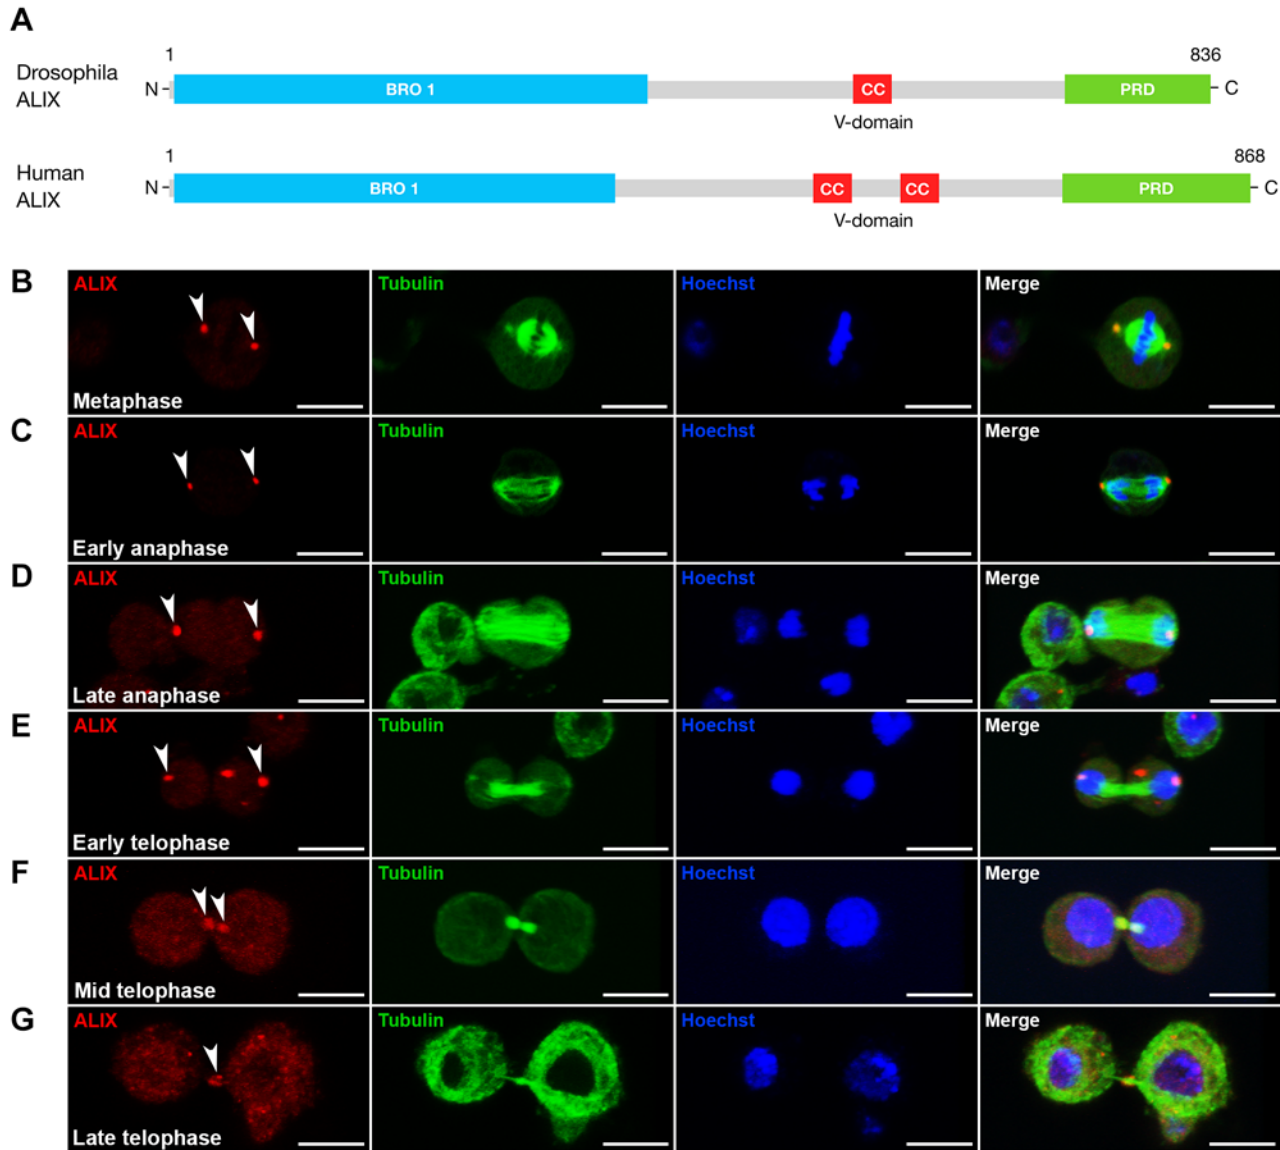 A
1
836
Drosophila
ALIX
N
BRO 1
CC
PRD
C
V-domain
1
868
Human
ALIX
N
BRO 1
CC
CC
PRD
C
V-domain
B
ALIX
Tubulin
Hoechst
Merge
Metaphase
C
ALIX
Tubulin
Hoechst
Merge
Early anaphase
D
ALIX
Tubulin
Hoechst
Merge
Late anaphase
E
ALIX
Tubulin
Hoechst
Merge
Early telophase
F
ALIX
Tubulin
Hoechst
Merge
Mid telophase
G
ALIX
Tubulin
Hoechst
Merge
Late telophase